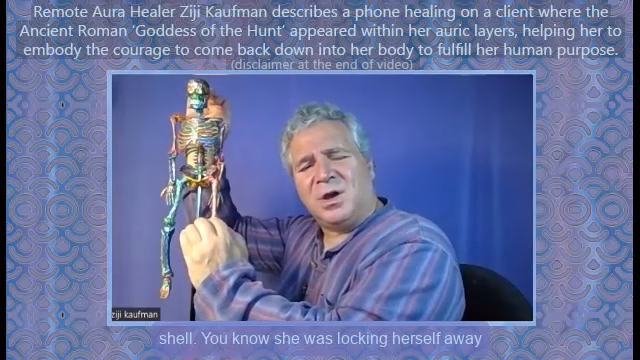 Remote Aura Healer Ziji Kaufman describes a phone healing on a client where the
Ancient Roman ‘Goddess of the Hunt’ appeared within her auric layers, helping her to
embody the courage to come back down into her body to fulfill her human purpose.
(disclaimer at the end of video)
ziji kaufman
shell. You know she was locking herself away